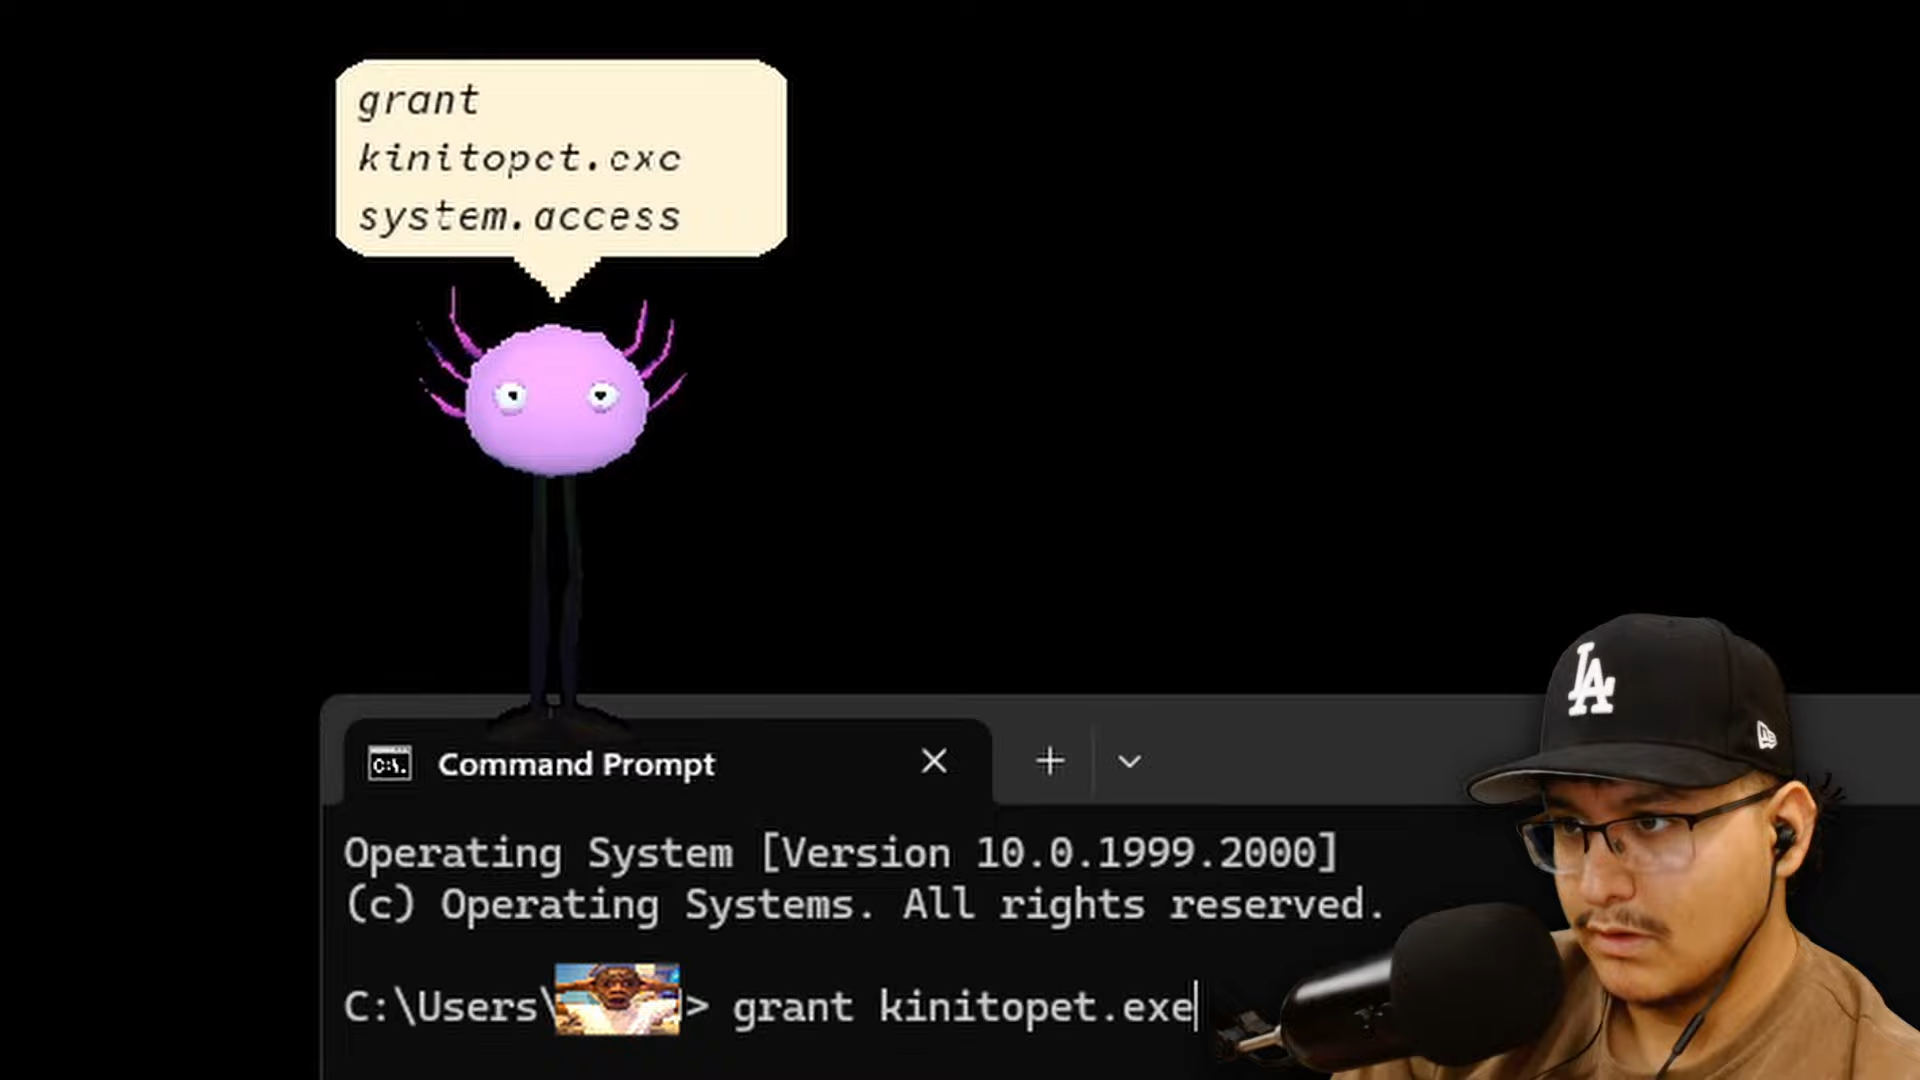 grant
kinitopet.exe
system.access
LA
C:\.
Command Prompt
Operating System [Version 10.0.1999.2000]
(c) Operating Systems. All rights reserved.
C:\Users\> grant kinitopet.exe